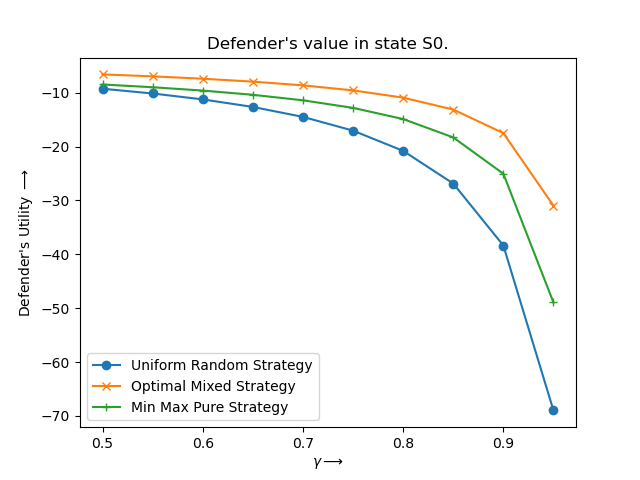 Defender's value in state S0.
Defender's Utility ⟶
−10
−20
−30
−40
−50
−60
−70
Uniform Random Strategy
Optimal Mixed Strategy
Min Max Pure Strategy
0.5 0.6 0.7 0.8 0.9
γ⟶